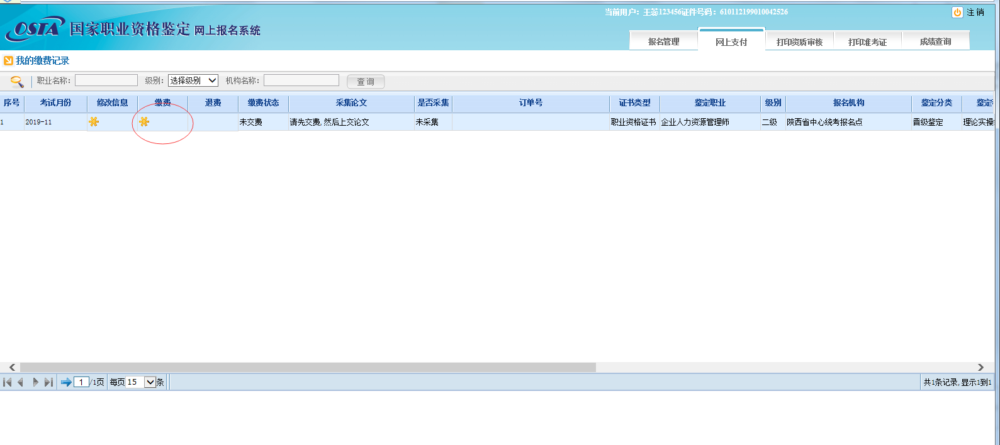 当前用户：王蕊123456证件号码：610112199010042526
注 销
OSTA 国家职业资格鉴定 网上报名系统
报名管理 网上支付 打印资质审核 打印准考证 成绩查询
我的缴费记录
职业名称： 级别： 选择级别 机构名称： 查 询
序号 考试月份 修改信息 缴费 退费 缴费状态 采集论文 是否采集 订单号 证书类型 鉴定职业 级别 报名机构 鉴定分类 鉴定
1 2019-11 未交费 请先交费,然后上交论文 未采集 职业资格证书 企业人力资源管理师 二级 陕西省中心统考报名点 晋级鉴定 理论实操
1 /1页 每页 15 条 共1条记录,显示1到1